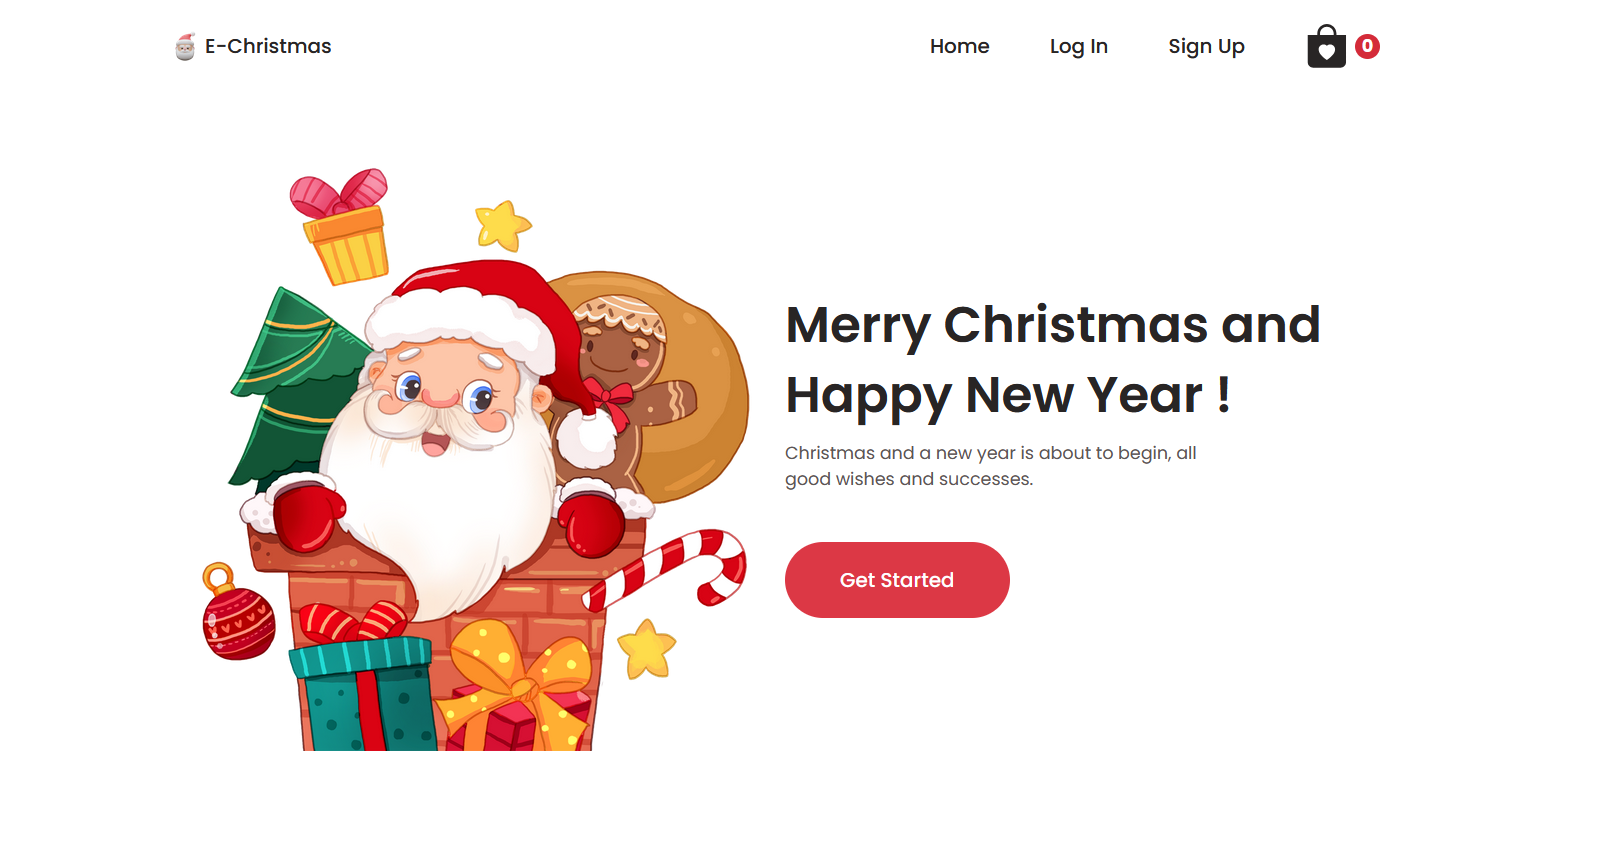 E-Christmas
Home
Log In
Sign Up
0
Merry Christmas and
Happy New Year !
Christmas and a new year is about to begin, all
good wishes and successes.
Get Started